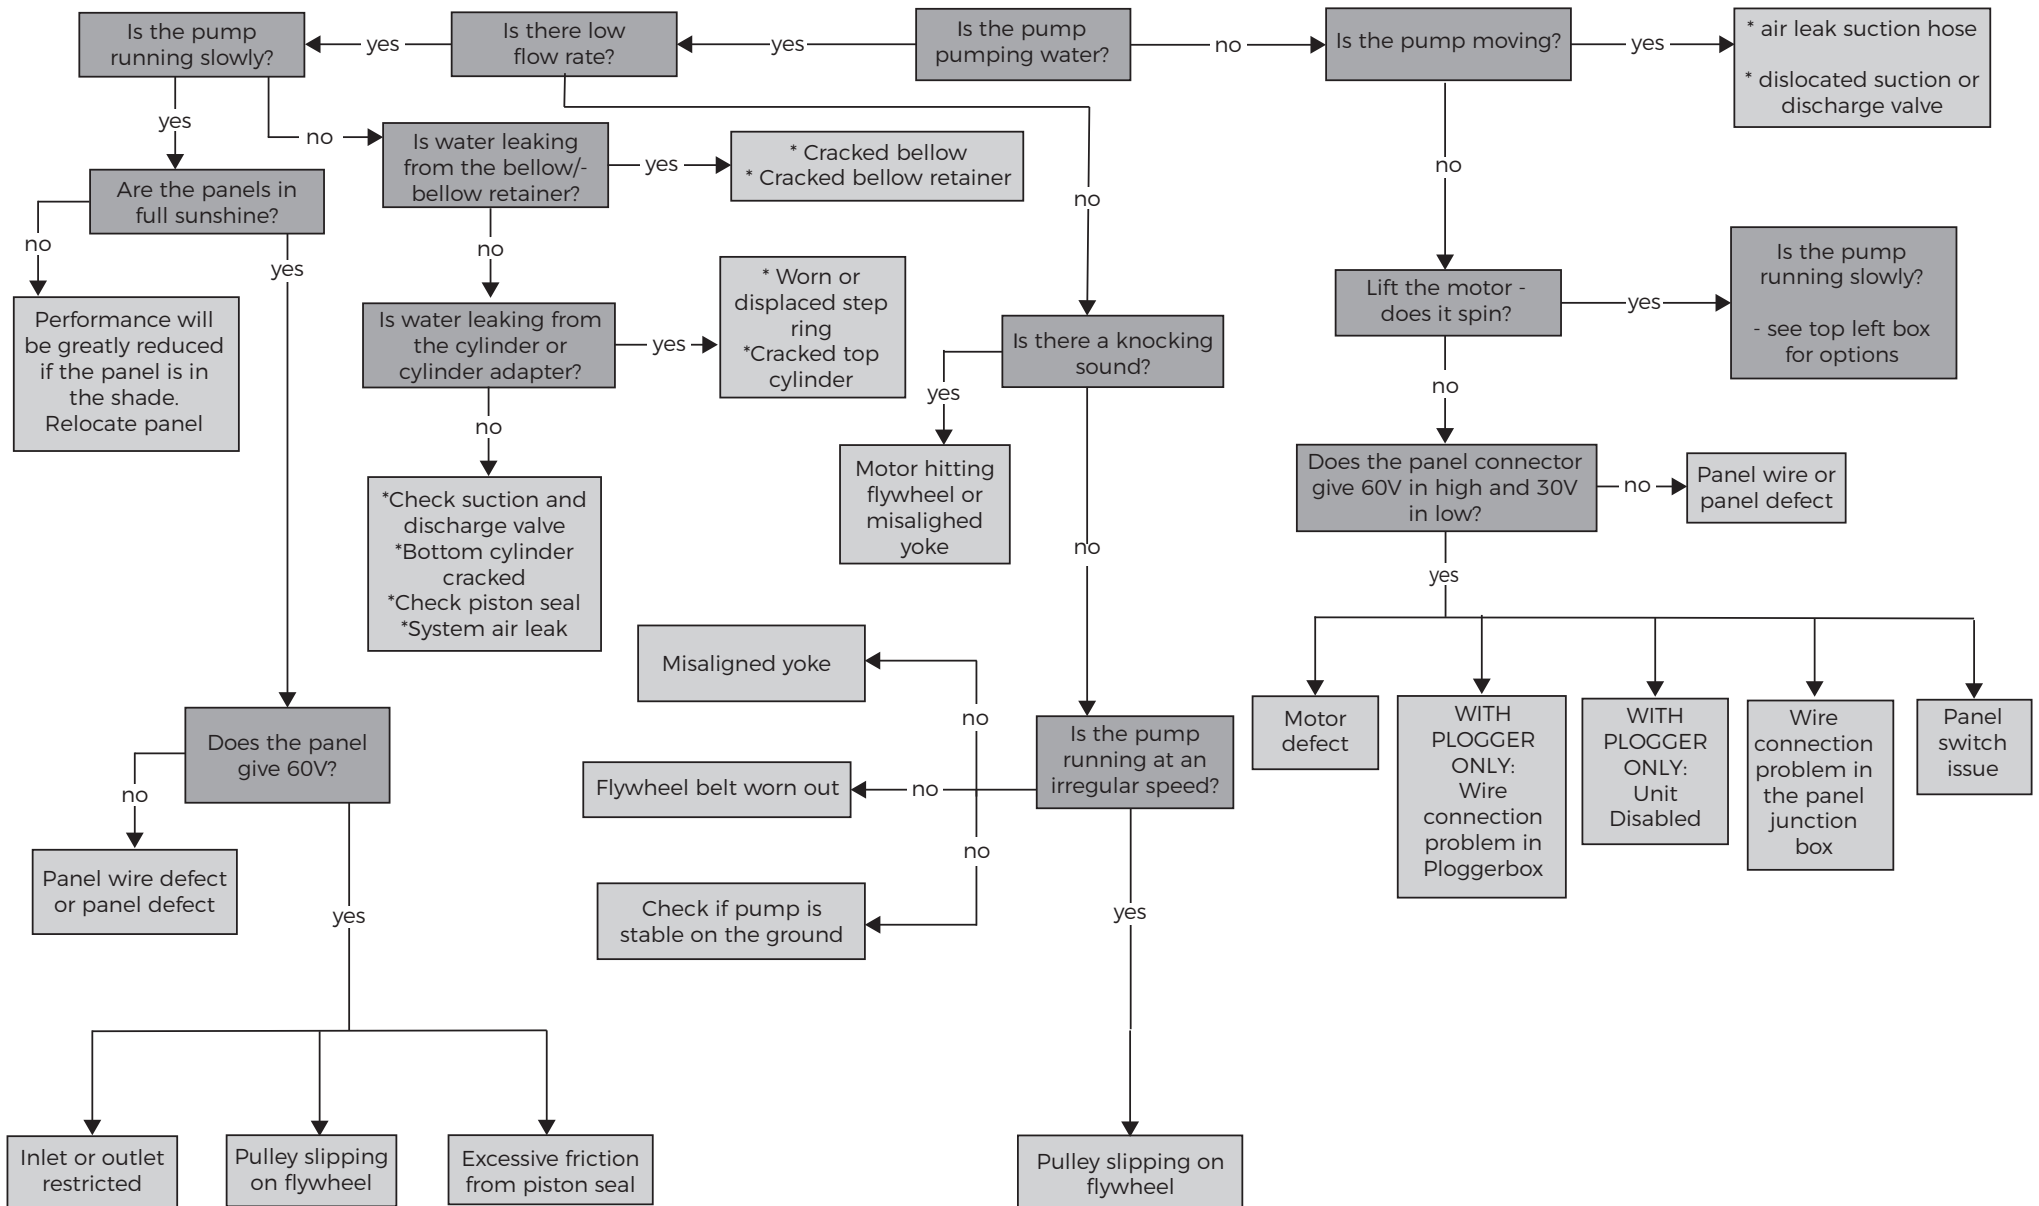 Is the pump
running slowly?
yes
Is there low
flow rate?
yes
Is the pump
pumping water?
no
Is the pump moving?
yes
* air leak suction hose
* dislocated suction or
discharge valve
yes
no
Is water leaking
from the bellow/-
bellow retainer?
yes
* Cracked bellow
* Cracked bellow retainer
no
no
Are the panels in
full sunshine?
no
yes
no
Performance will
be greatly reduced
if the panel is in
the shade.
Relocate panel
Is water leaking from
the cylinder or
cylinder adapter?
yes
* Worn or
displaced step
ring
*Cracked top
cylinder
no
*Check suction and
discharge valve
*Bottom cylinder
cracked
*Check piston seal
*System air leak
Is there a knocking
sound?
yes
Motor hitting
flywheel or
misalighed
yoke
no
Lift the motor -
does it spin?
yes
Is the pump
running slowly?
- see top left box
for options
no
Does the panel connector
give 60V in high and 30V
in low?
no
Panel wire or
panel defect
yes
Motor
defect
WITH
PLOGGER
ONLY:
Wire
connection
problem in
Ploggerbox
WITH
PLOGGER
ONLY:
Unit
Disabled
Wire
connection
problem in
the panel
junction
box
Panel
switch
issue
Misaligned yoke
no
Flywheel belt worn out
no
Is the pump
running at an
irregular speed?
no
Check if pump is
stable on the ground
yes
Does the panel
give 60V?
no
Panel wire defect
or panel defect
yes
Inlet or outlet
restricted
Pulley slipping
on flywheel
Excessive friction
from piston seal
Pulley slipping on
flywheel